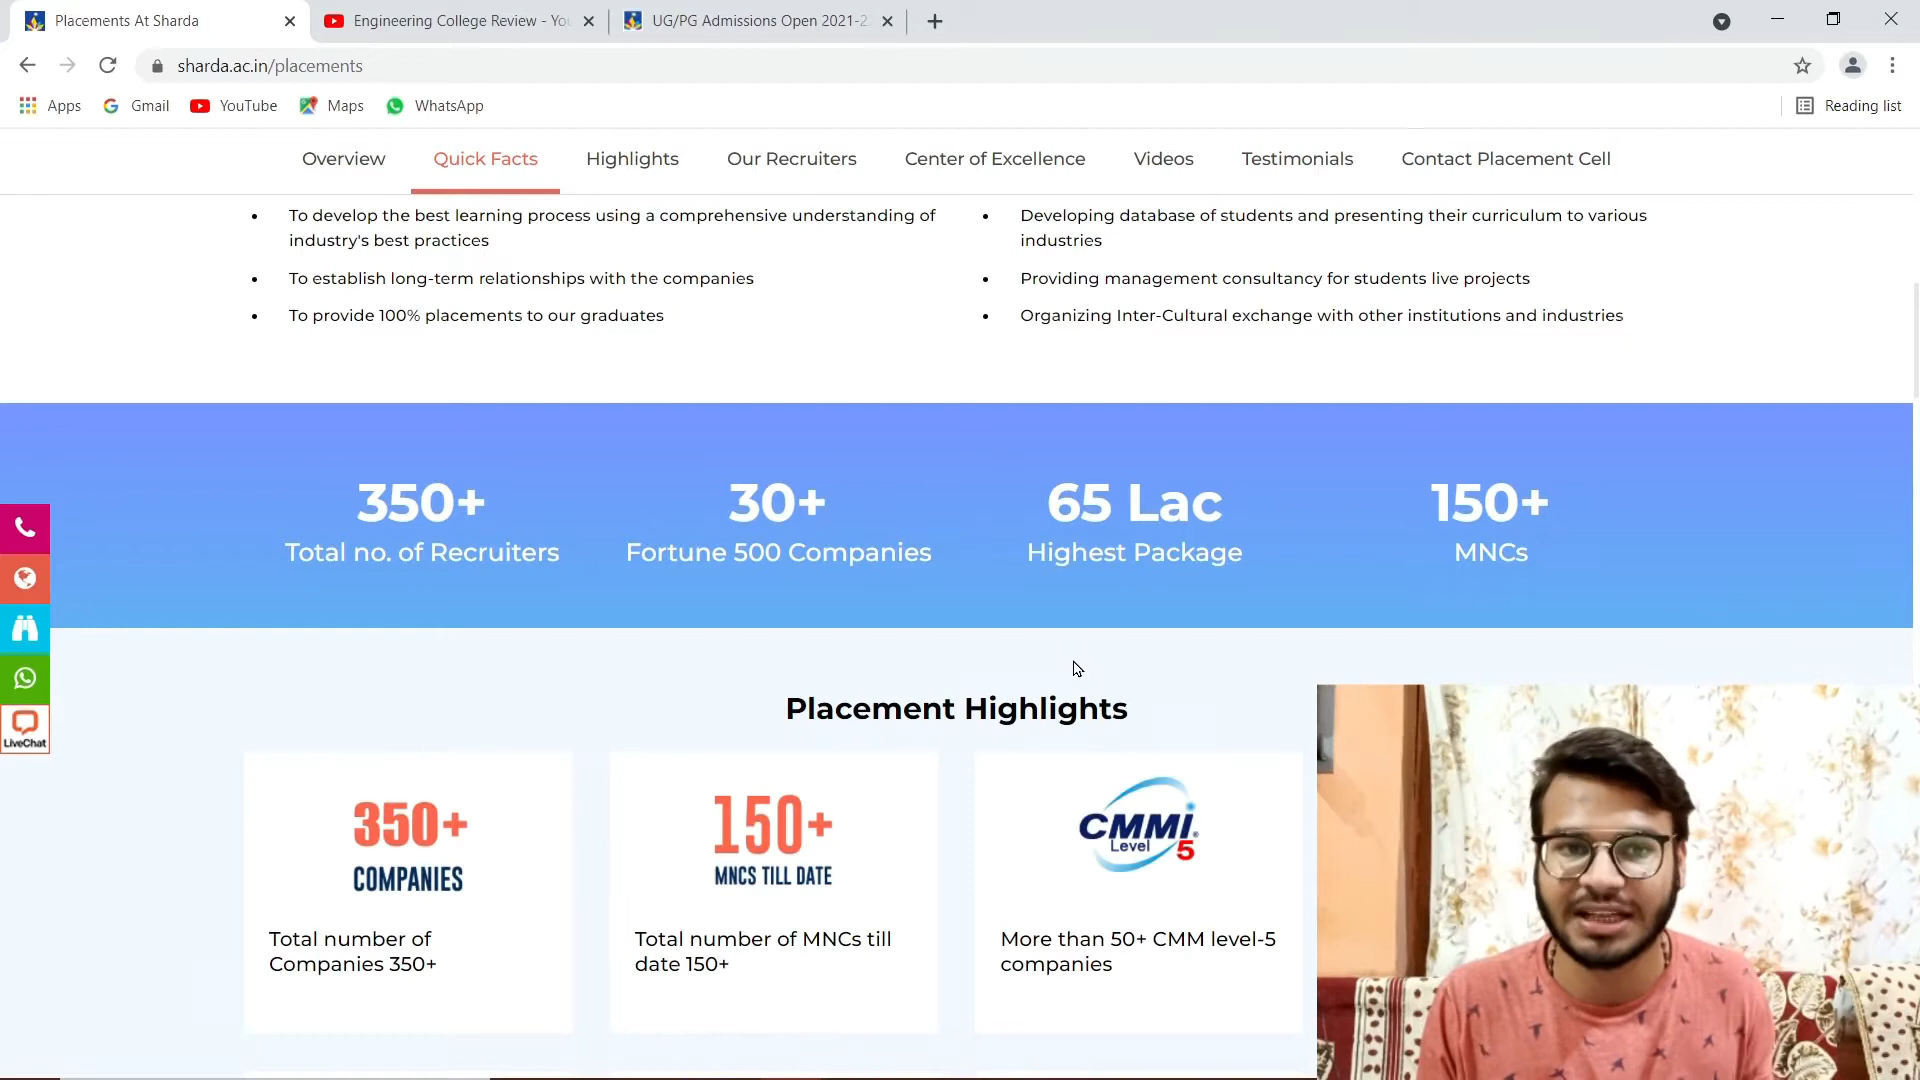 Placements At Sharda
Engineering College Review - You
UG/PG Admissions Open 2021-2
sharda.ac.in/placements
Apps
Gmail
YouTube
Maps
WhatsApp
Reading list
Overview
Quick Facts
Highlights
Our Recruiters
Center of Excellence
Videos
Testimonials
Contact Placement Cell
• To develop the best learning process using a comprehensive understanding of
industry's best practices
• To establish long-term relationships with the companies
• To provide 100% placements to our graduates
• Developing database of students and presenting their curriculum to various
industries
• Providing management consultancy for students live projects
• Organizing Inter-Cultural exchange with other institutions and industries
350+
Total no. of Recruiters
30+
Fortune 500 Companies
65 Lac
Highest Package
150+
MNCs
LiveChat
Placement Highlights
350+
COMPANIES
Total number of
Companies 350+
150+
MNCS TILL DATE
Total number of MNCs till
date 150+
CMMi®
Level 5
More than 50+ CMM level-5
companies